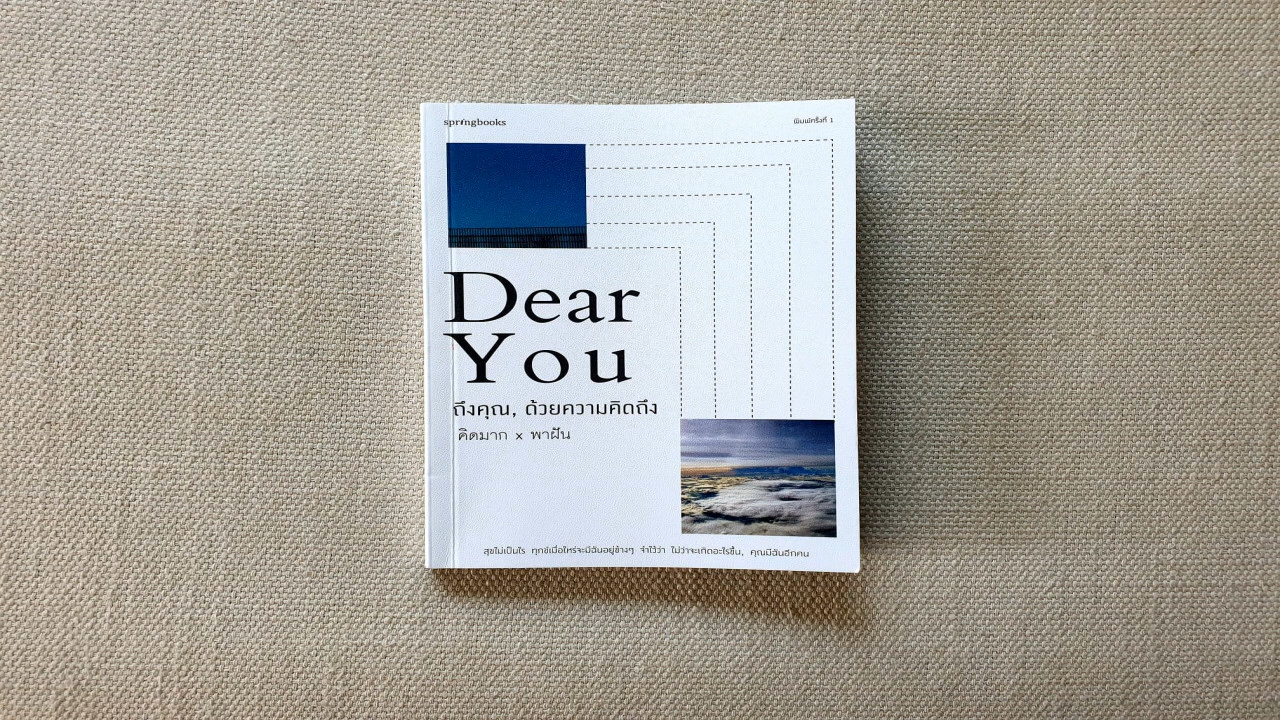 springbooks
พิมพ์ครั้งที่ 1
Dear
You
ถึงคุณ, ด้วยความคิดถึง
คิดมาก x พาฝัน
สุขไม่เป็นไร ทุกข์เมื่อไหร่จะมีฉันอยู่ข้างๆ จำไว้ว่า ไม่ว่าจะเกิดอะไรขึ้น, คุณมีฉันอีกคน